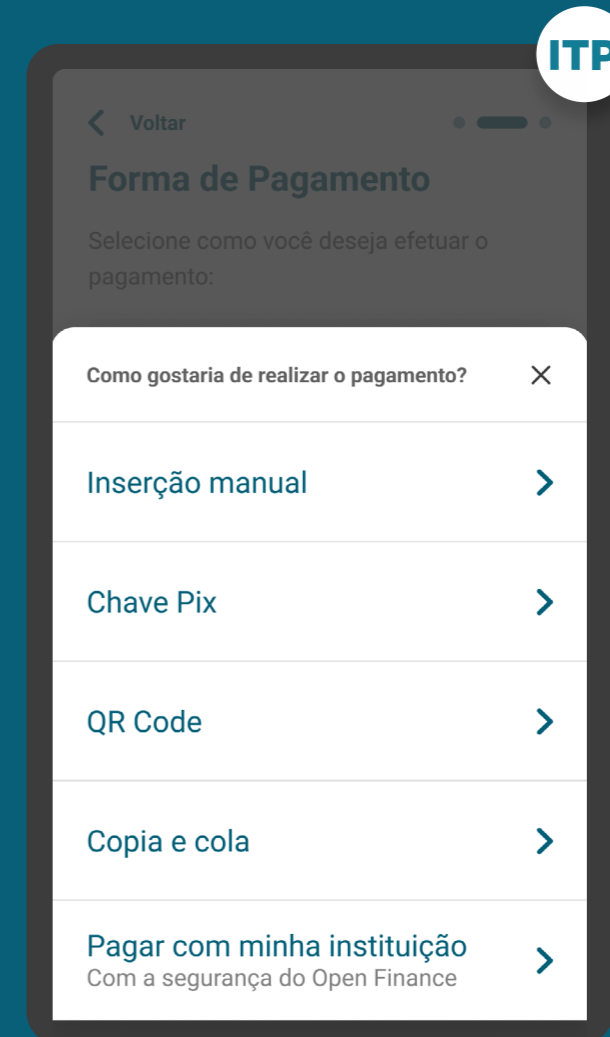 ITP
Voltar
Forma de Pagamento
Selecione como você deseja efetuar o
pagamento:
Como gostaria de realizar o pagamento?
Inserção manual
Chave Pix
QR Code
Copia e cola
Pagar com minha instituição
Com a segurança do Open Finance